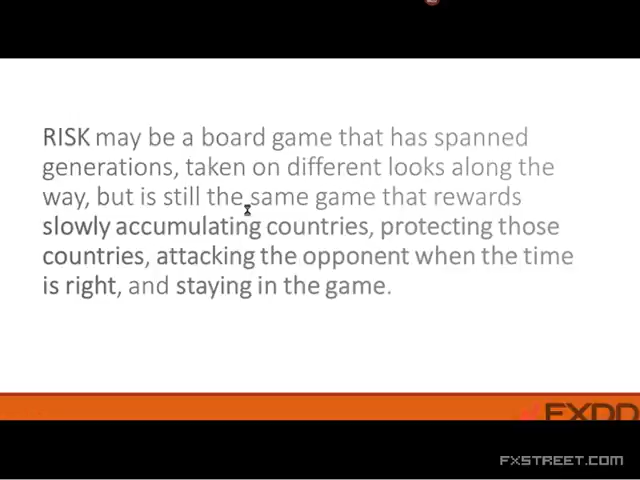 RISK may be a board game that has spanned
generations, taken on different looks along the
way, but is still the same game that rewards
slowly accumulating countries, protecting those
countries, attacking the opponent when the time
is right, and staying in the game.
FXDD
FXSTREET.COM